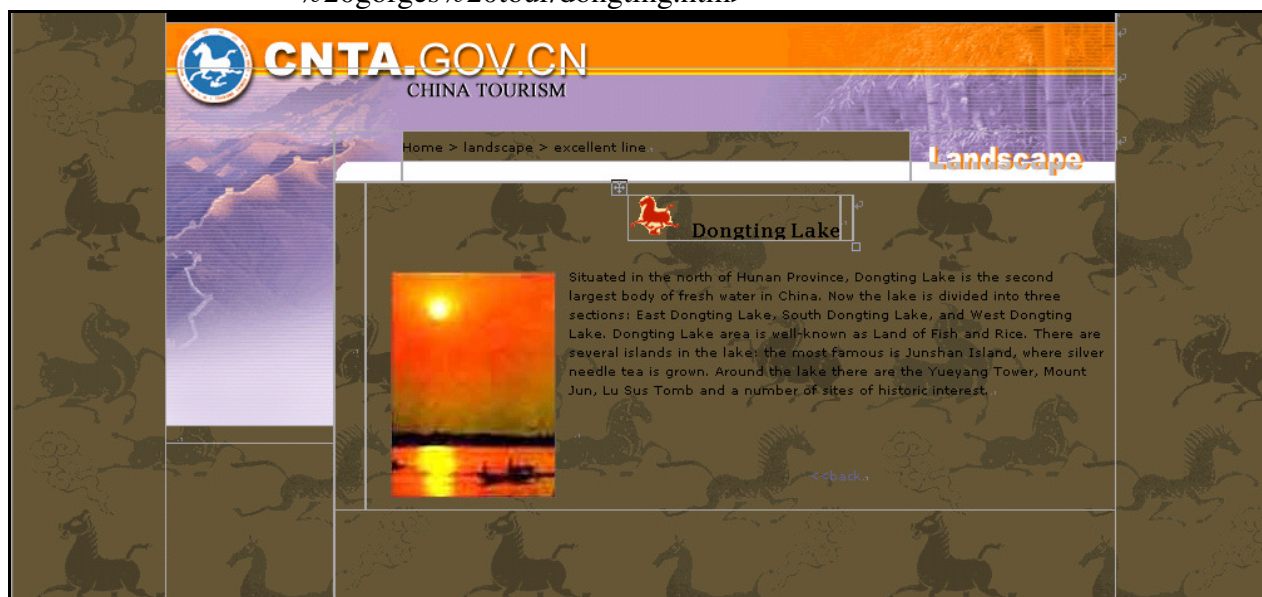 %20gorges%20tour/dongting.htm>
CNTA.GOV.CN
CHINA TOURISM
Home > landscape > excellent line
Landscape
Dongting Lake
Situated in the north of Hunan Province, Dongting Lake is the second
largest body of fresh water in China. Now the lake is divided into three
sections: East Dongting Lake, South Dongting Lake, and West Dongting
Lake. Dongting Lake area is well-known as Land of Fish and Rice. There are
several islands in the lake: the most famous is Junshan Island, where silver
needle tea is grown. Around the lake there are the Yueyang Tower, Mount
Jun, Lu Sus Tomb and a number of sites of historic interest.
<<back